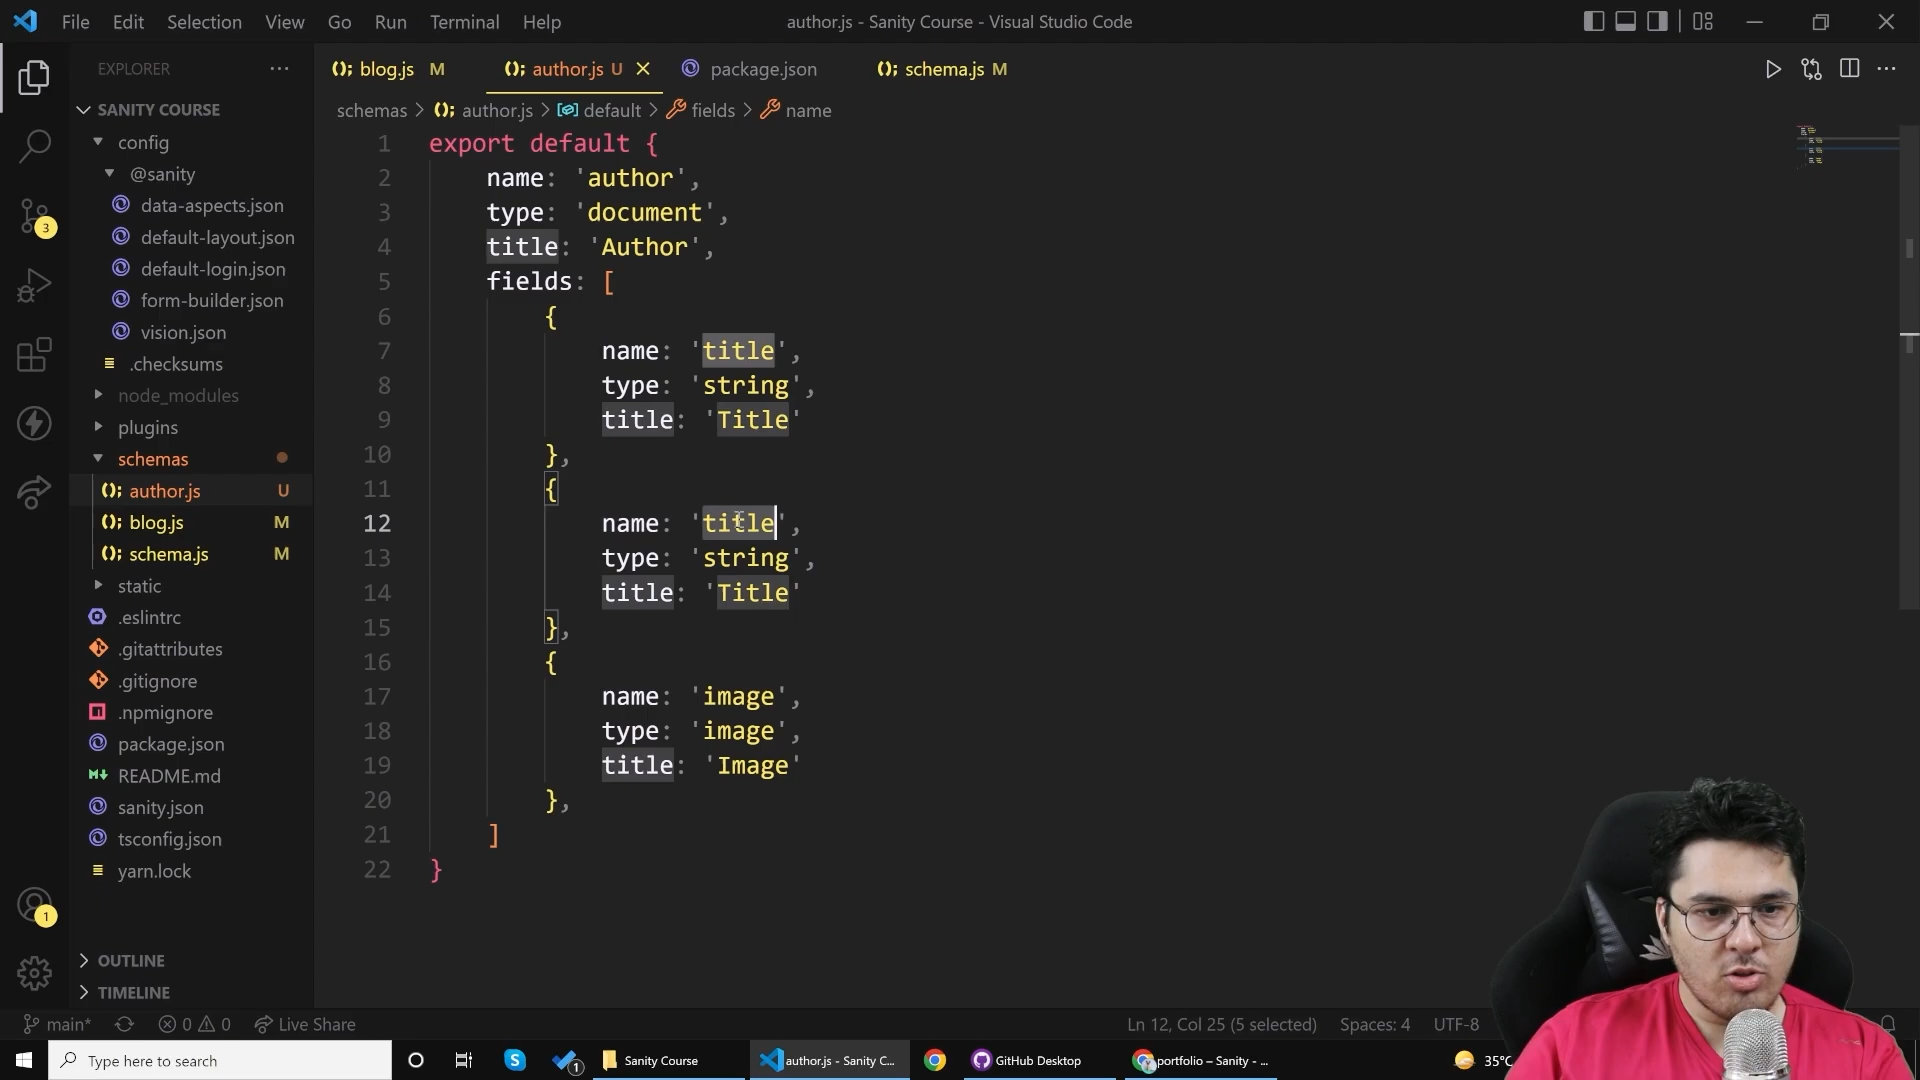 File Edit Selection View Go Run Terminal Help
author.js - Sanity Course - Visual Studio Code
EXPLORER ···
SANITY COURSE
config
@sanity
data-aspects.json
default-layout.json
default-login.json
form-builder.json
vision.json
.checksums
node_modules
plugins
schemas
author.js U
blog.js M
schema.js M
static
.eslintrc
.gitattributes
.gitignore
.npmignore
package.json
README.md
sanity.json
tsconfig.json
yarn.lock
OUTLINE
TIMELINE
3
1
blog.js M author.js U package.json schema.js M
schemas > author.js > default > fields > name
1 export default {
2 name: 'author',
3 type: 'document',
4 title: 'Author',
5 fields: [
6 {
7 name: 'title',
8 type: 'string',
9 title: 'Title'
10 },
11 {
12 name: 'title',
13 type: 'string',
14 title: 'Title'
15 },
16 {
17 name: 'image',
18 type: 'image',
19 title: 'Image'
20 },
21 ]
22 }
main* 0 0 Live Share Ln 12, Col 25 (5 selected) Spaces: 4 UTF-8
Type here to search 1 Sanity Course author.js - Sanity C... GitHub Desktop portfolio – Sanity - ... 35°C